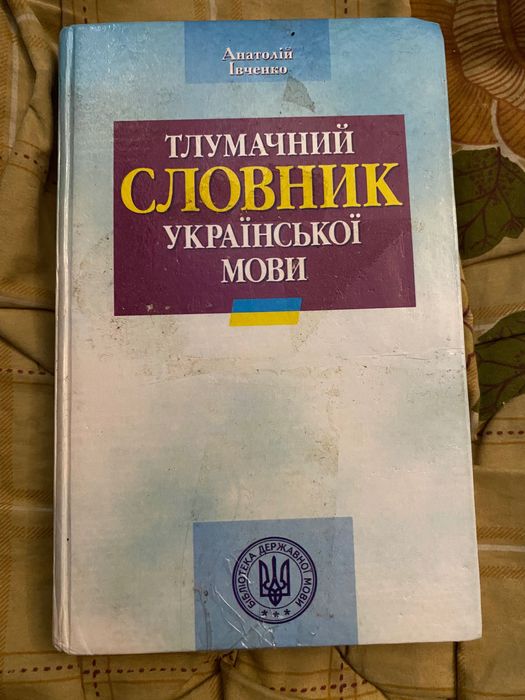 Анатолій
Івченко
ТЛУМАЧНИЙ
СЛОВНИК
УКРАЇНСЬКОЇ
МОВИ
БІБЛІОТЕКА ДЕРЖАВНОЇ МОВИ